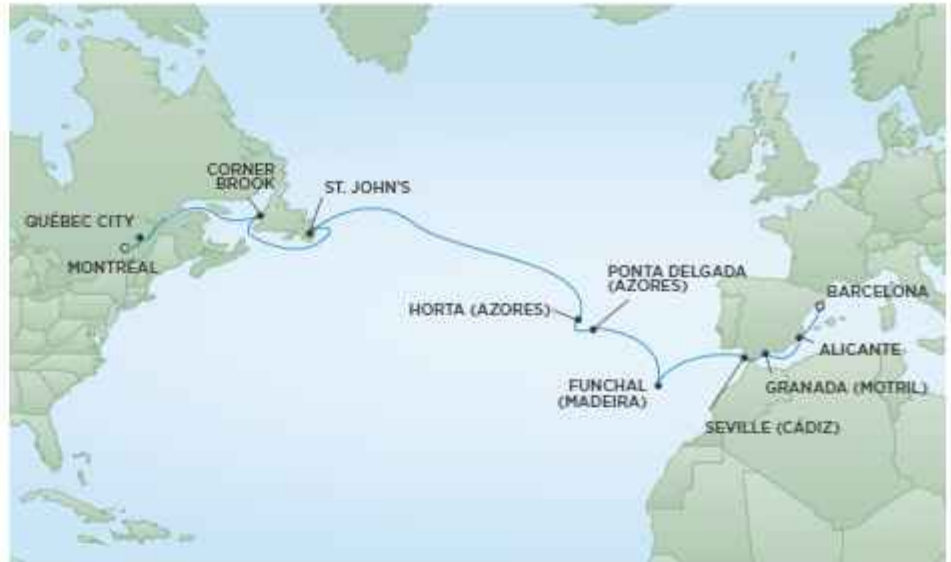 CORNER
BROOK
ST. JOHN'S
QUÉBEC CITY
MONTRÉAL
PONTA DELGADA
(AZORES)
BARCELONA
HORTA (AZORES)
ALICANTE
FUNCHAL
(MADEIRA)
GRANADA (MOTRIL)
SEVILLE (CÁDIZ)